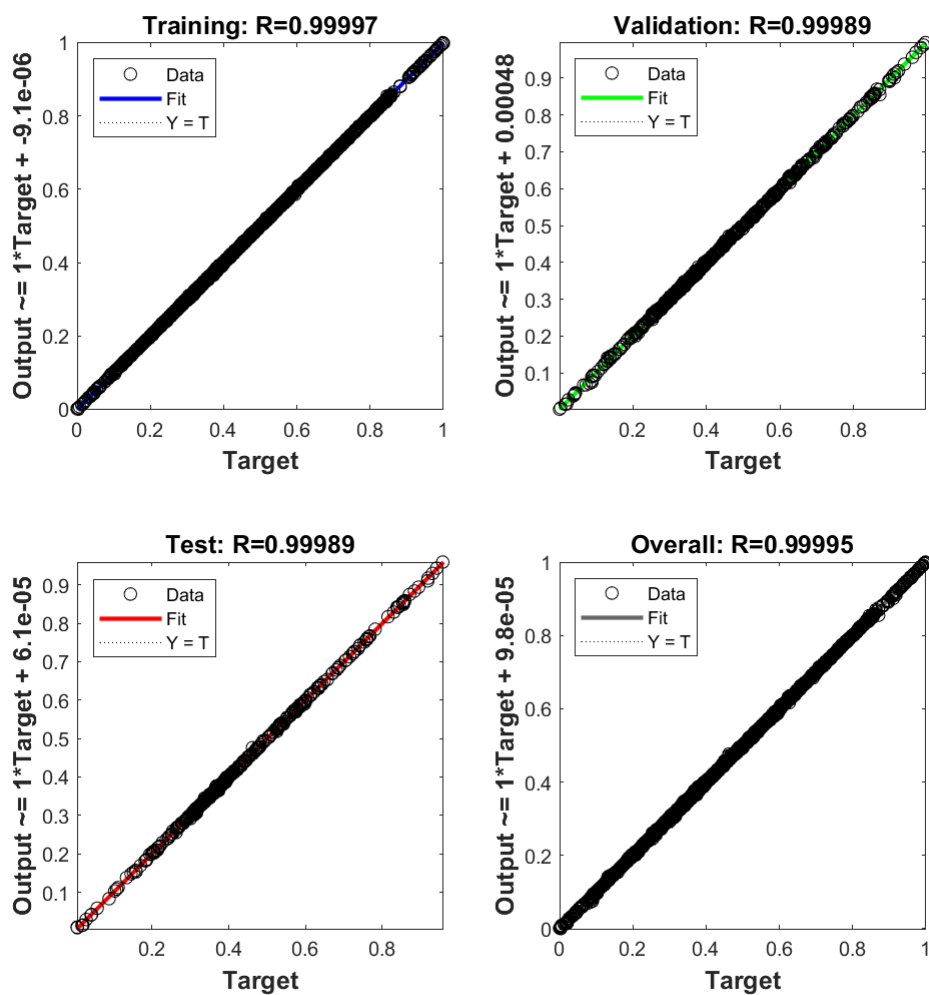 Training: R=0.99997
Output ~= 1*Target + -9.1e-06
1
0.8
0.6
0.4
0.2
0
Data
Fit
Y = T
0
0.2
0.4
0.6
0.8
1
Target
Validation: R=0.99989
Output ~= 1*Target + 0.00048
0.9
0.8
0.7
0.6
0.5
0.4
0.3
0.2
0.1
Data
Fit
Y = T
0.2
0.4
0.6
0.8
Target
Test: R=0.99989
Output ~= 1*Target + 6.1e-05
0.9
0.8
0.7
0.6
0.5
0.4
0.3
0.2
0.1
Data
Fit
Y = T
0.2
0.4
0.6
0.8
Target
Overall: R=0.99995
Output ~= 1*Target + 9.8e-05
1
0.8
0.6
0.4
0.2
0
Data
Fit
Y = T
0
0.2
0.4
0.6
0.8
1
Target